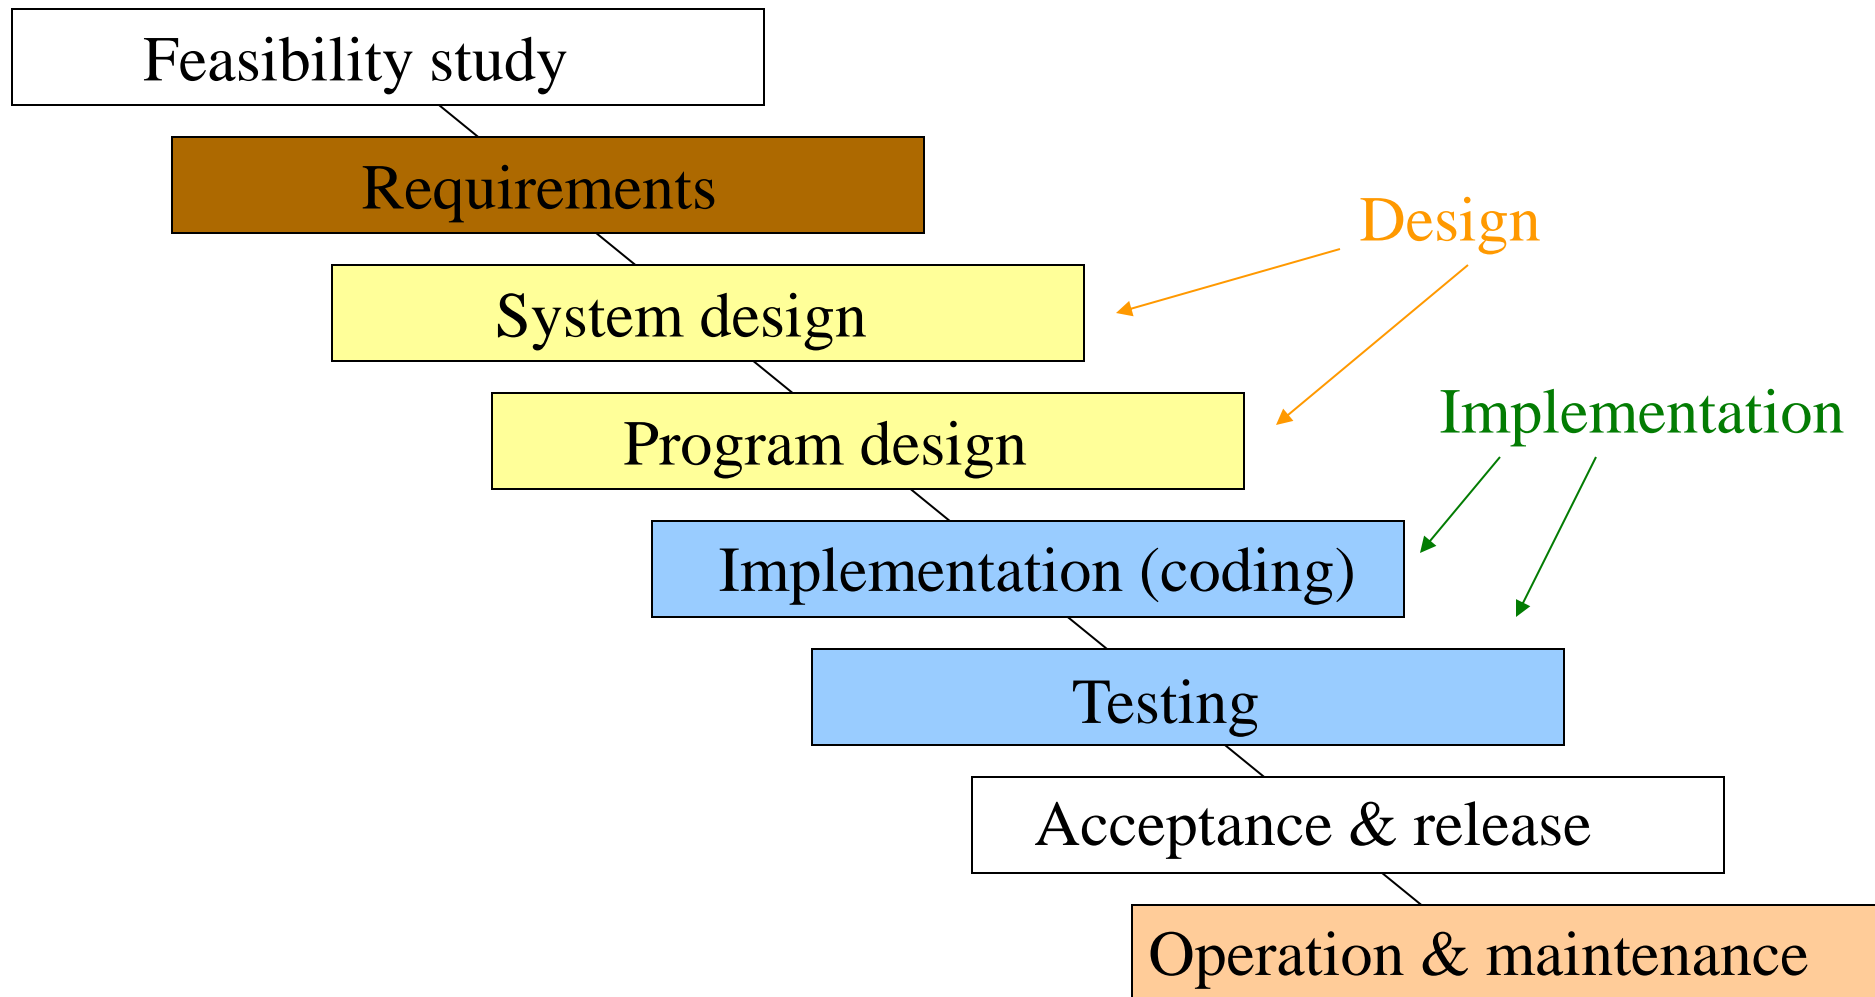 Feasibility study
Requirements
Design
System design
Implementation
Program design
Implementation (coding)
Testing
Acceptance & release
Operation & maintenance